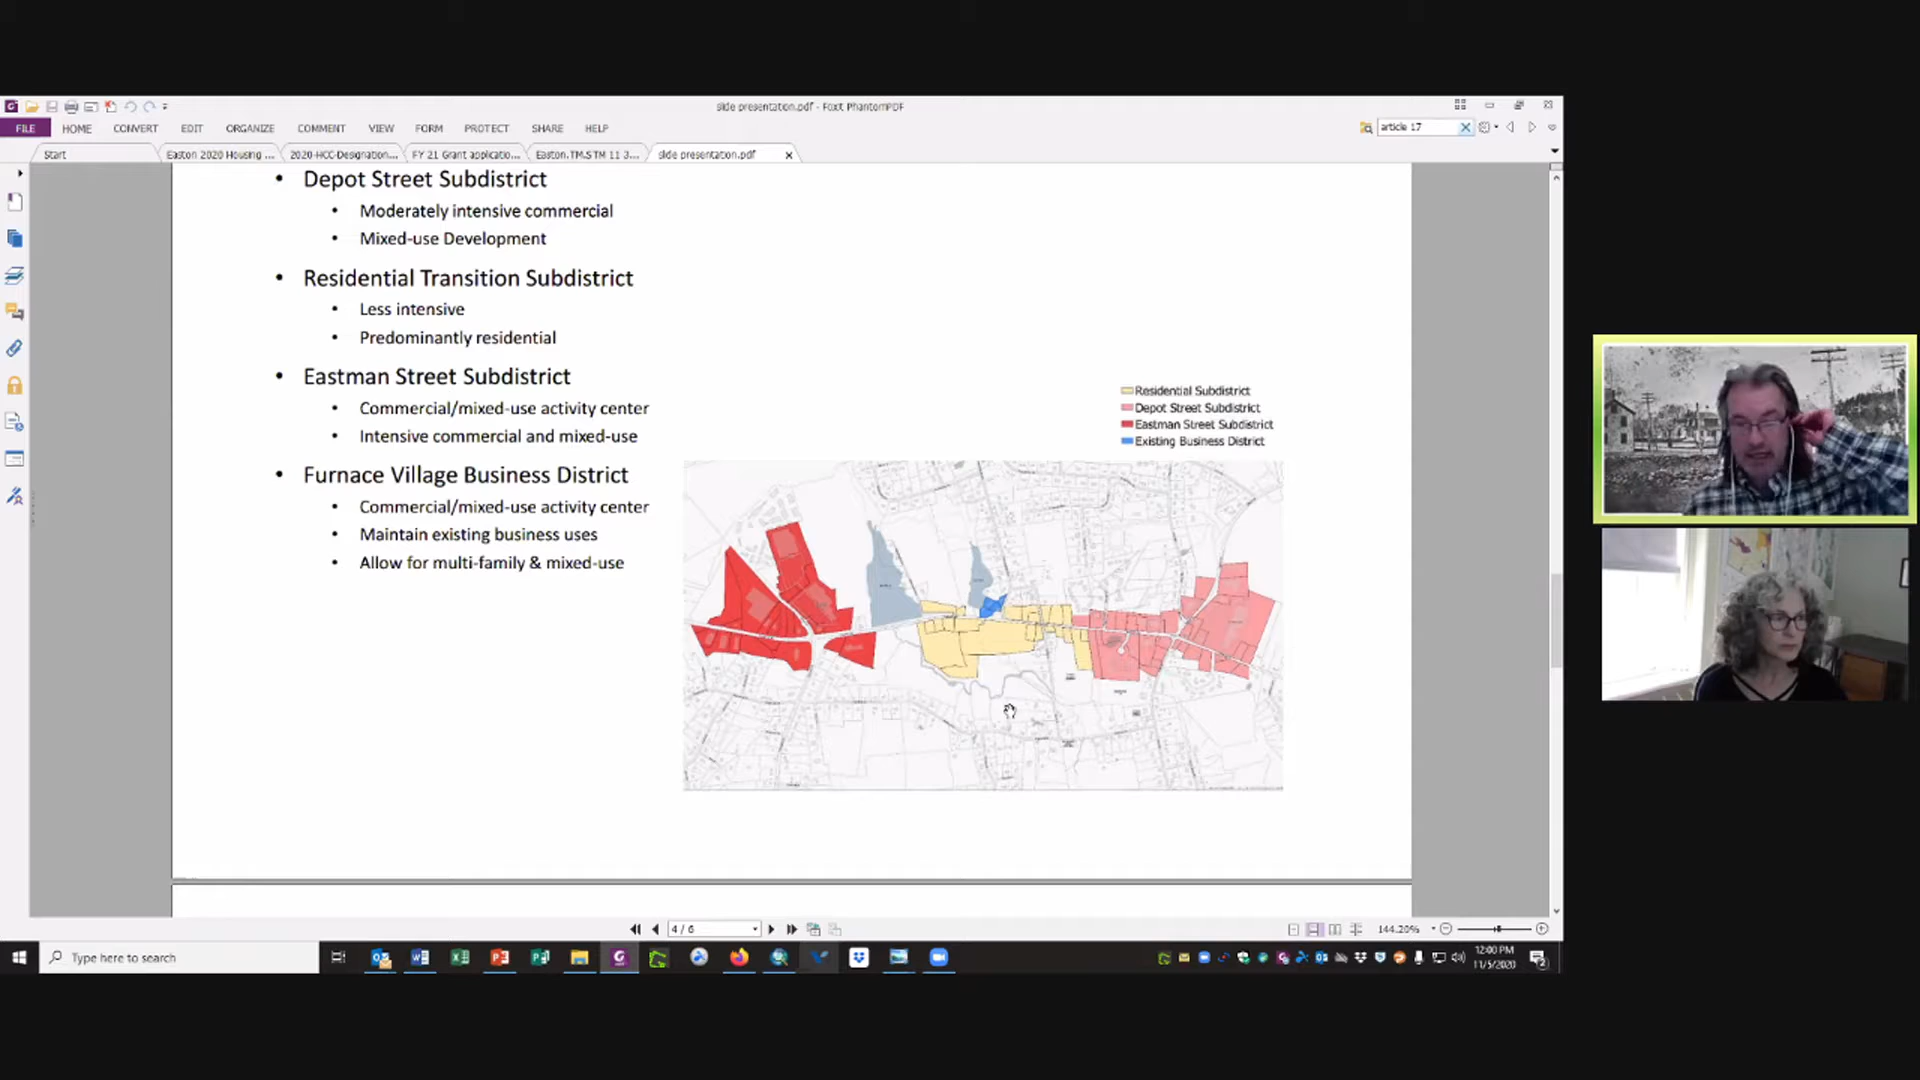 slide presentation.pdf - Foxit PhantomPDF
FILE HOME CONVERT EDIT ORGANIZE COMMENT VIEW FORM PROTECT SHARE HELP
article 17
Start Easton 2020 Housing ... 2020-HCC-Designation... FY 21 Grant applicatio... Easton.TM.STM 11 3... slide presentation.pdf
• Depot Street Subdistrict
• Moderately intensive commercial
• Mixed-use Development
• Residential Transition Subdistrict
• Less intensive
• Predominantly residential
• Eastman Street Subdistrict
• Commercial/mixed-use activity center
• Intensive commercial and mixed-use
• Furnace Village Business District
• Commercial/mixed-use activity center
• Maintain existing business uses
• Allow for multi-family & mixed-use
Residential Subdistrict
Depot Street Subdistrict
Eastman Street Subdistrict
Existing Business District
4 / 6
144.20%
Type here to search
12:00 PM
11/5/2020